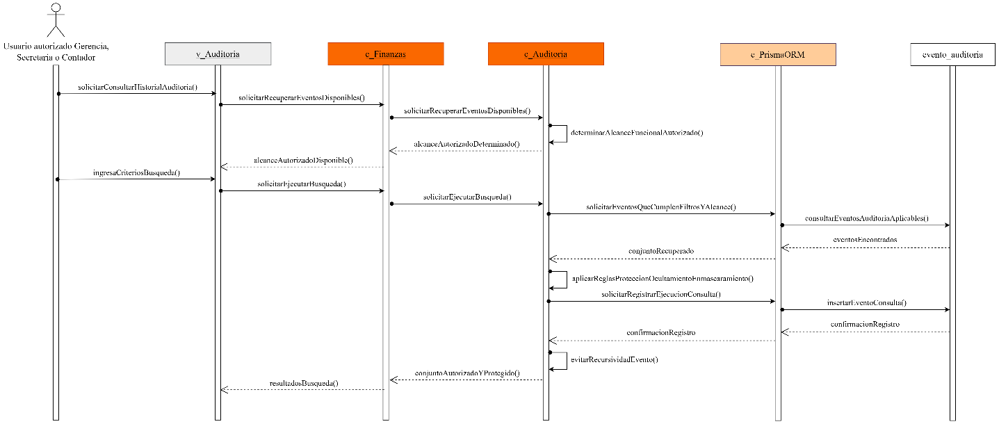 Usuario autorizado Gerencia,
Secretaria o Contador
v_Auditoria
c_Finanzas
c_Auditoria
c_PrismaORM
evento_auditoria
solicitarConsultarHistorialAuditoria()
solicitarRecuperarEventosDisponibles()
solicitarRecuperarEventosDisponibles()
determinarAlcanceFuncionalAutorizado()
alcanceAutorizadoDeterminado()
alcanceAutorizadoDisponible()
ingresaCriteriosBusqueda()
solicitarEjecutarBusqueda()
solicitarEjecutarBusqueda()
solicitarEventosQueCumplenFiltrosYAlcance()
consultarEventosAuditoriaAplicables()
eventosEncontrados
conjuntoRecuperado
aplicarReglasProteccionOcultamientoEnmascaramiento()
solicitarRegistrarEjecucionConsulta()
insertarEventoConsulta()
confirmacionRegistro
confirmacionRegistro
evitarRecursividadEvento()
conjuntoAutorizadoYProtegido()
resultadosBusqueda()